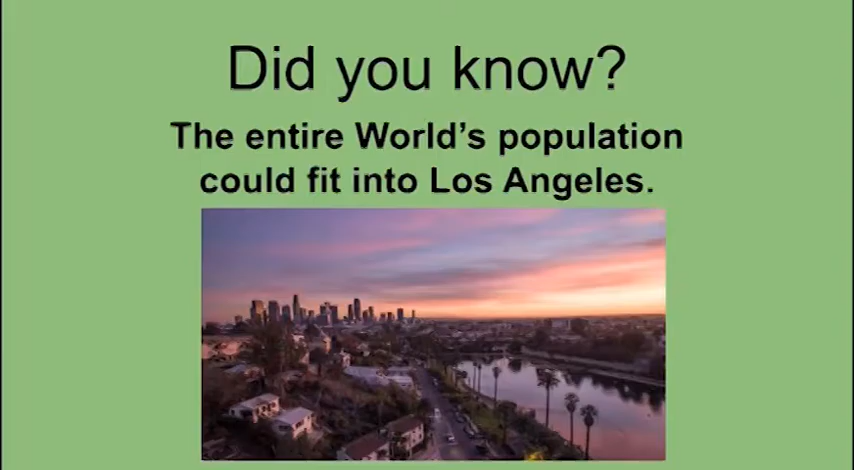 Did you know?
The entire World's population
could fit into Los Angeles.